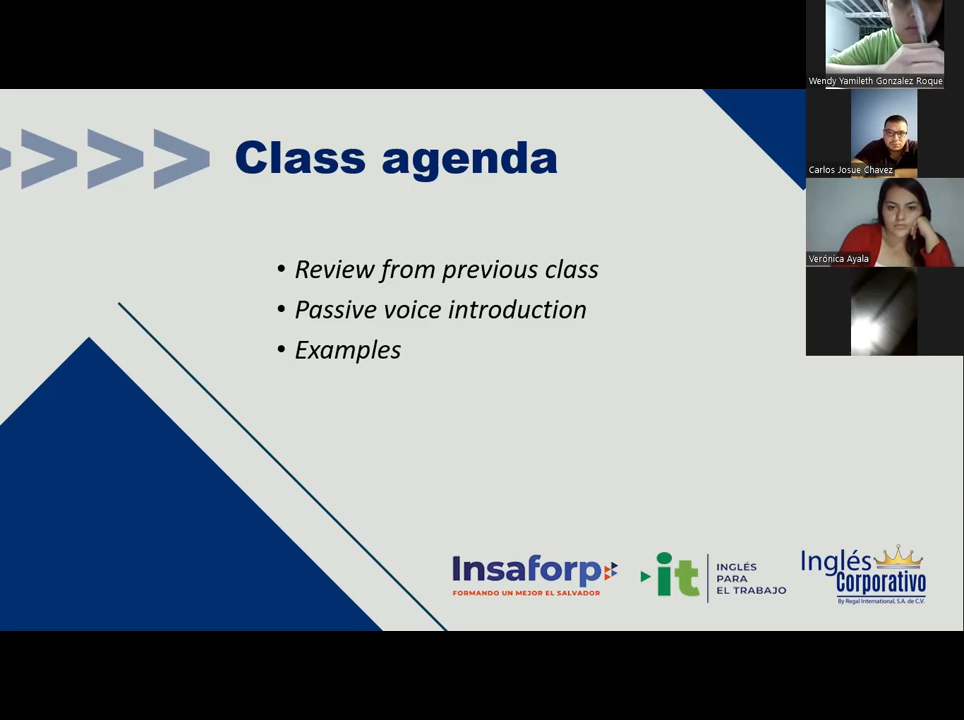 Class agenda
• Review from previous class
• Passive voice introduction
• Examples
Insaforp
FORMANDO UN MEJOR EL SALVADOR
it
INGLÉS
PARA
EL TRABAJO
Inglés
Corporativo
By Regal International, S.A. de C.V.
Wendy Yamileth Gonzalez Roque
Carlos Josue Chavez
Verónica Ayala